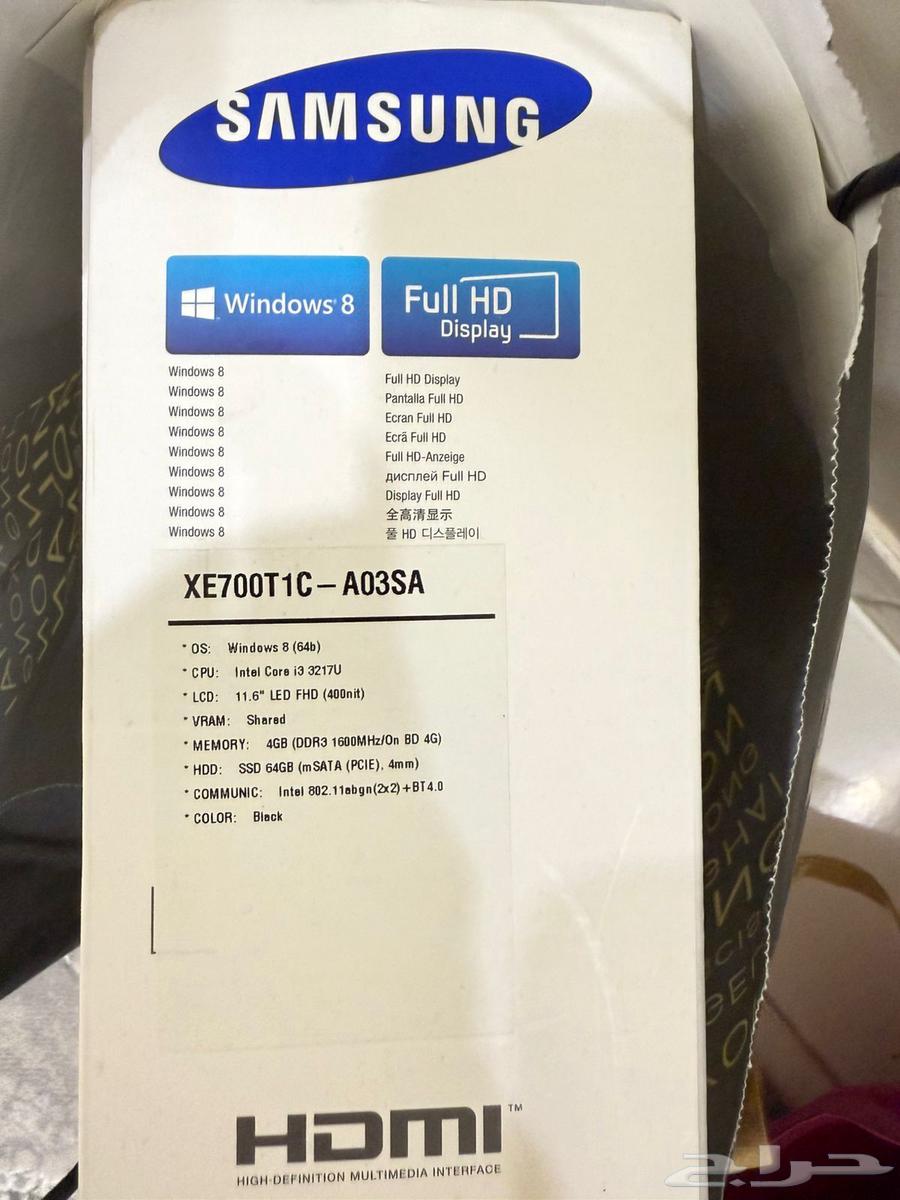 SAMSUNG
Windows 8
Full HD
Display
Windows 8
Windows 8
Windows 8
Windows 8
Windows 8
Windows 8
Windows 8
Windows 8
Windows 8
Full HD Display
Pantalla Full HD
Ecran Full HD
Ecrã Full HD
Full HD-Anzeige
дисплей Full HD
Display Full HD
全高清显示
풀 HD 디스플레이
XE700T1C – A03SA
* OS: Windows 8 (64b)
* CPU: Intel Core i3 3217U
* LCD: 11.6" LED FHD (400nit)
* VRAM: Shared
* MEMORY: 4GB (DDR3 1600MHz/On BD 4G)
* HDD: SSD 64GB (mSATA (PCIE), 4mm)
* COMMUNIC: Intel 802.11abgn(2x2)+BT4.0
* COLOR: Black
HDMI™
HIGH-DEFINITION MULTIMEDIA INTERFACE
حراج